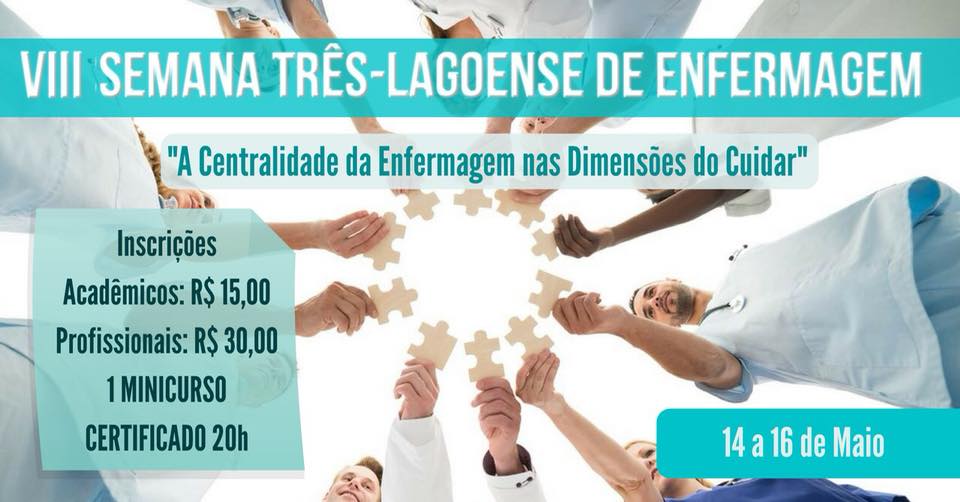 VIII SEMANA TRÊS-LAGOENSE DE ENFERMAGEM
"A Centralidade da Enfermagem nas Dimensões do Cuidar"
Inscrições
Acadêmicos: R$ 15,00
Profissionais: R$ 30,00
1 MINICURSO
CERTIFICADO 20h
14 a 16 de Maio